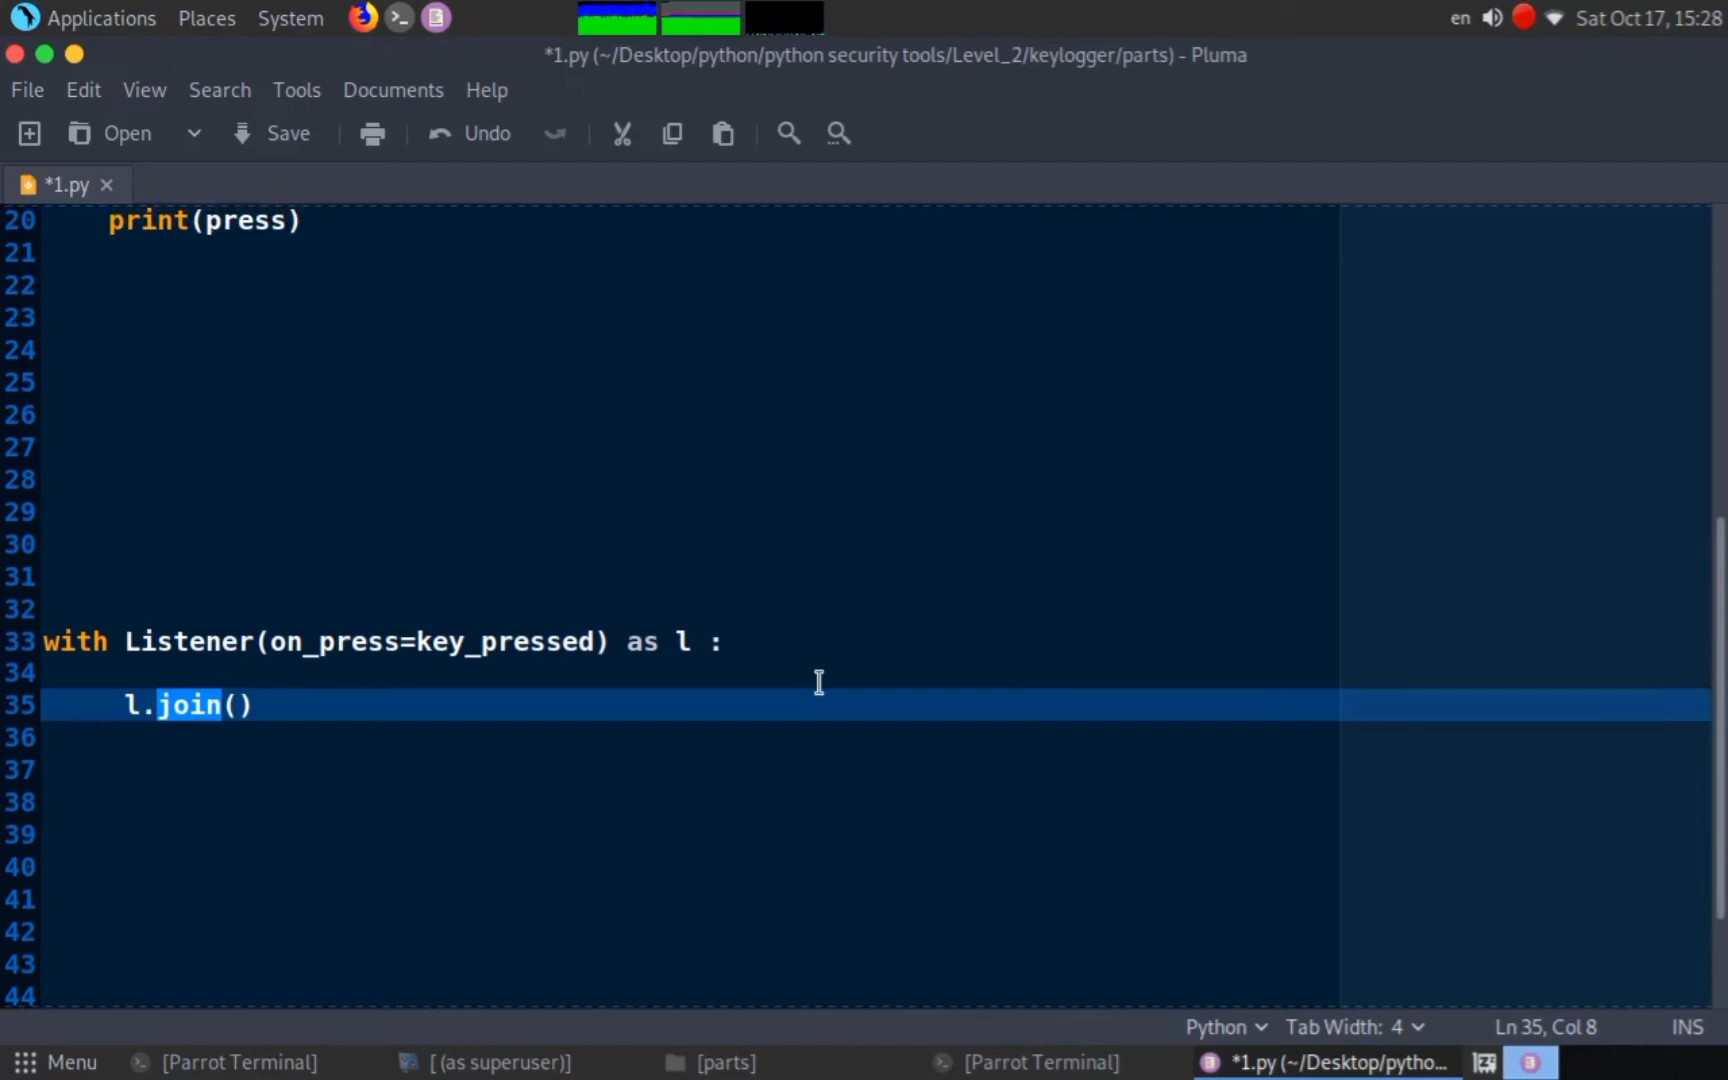 Applications Places System en Sat Oct 17, 15:28
*1.py (~/Desktop/python/python security tools/Level_2/keylogger/parts) - Pluma
File Edit View Search Tools Documents Help
Open Save Undo
*1.py
20 print(press)
21
22
23
24
25
26
27
28
29
30
31
32
33 with Listener(on_press=key_pressed) as l :
34
35 l.join()
36
37
38
39
40
41
42
43
44
Python Tab Width: 4 Ln 35, Col 8 INS
Menu [Parrot Terminal] [ (as superuser)] [parts] [Parrot Terminal] *1.py (~/Desktop/pytho...